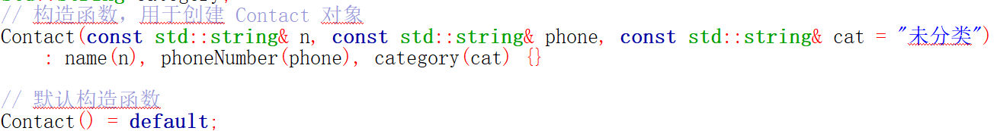 // 构造函数，用于创建 Contact 对象
Contact(const std::string& n, const std::string& phone, const std::string& cat = "未分类")
: name(n), phoneNumber(phone), category(cat) {}
// 默认构造函数
Contact() = default;